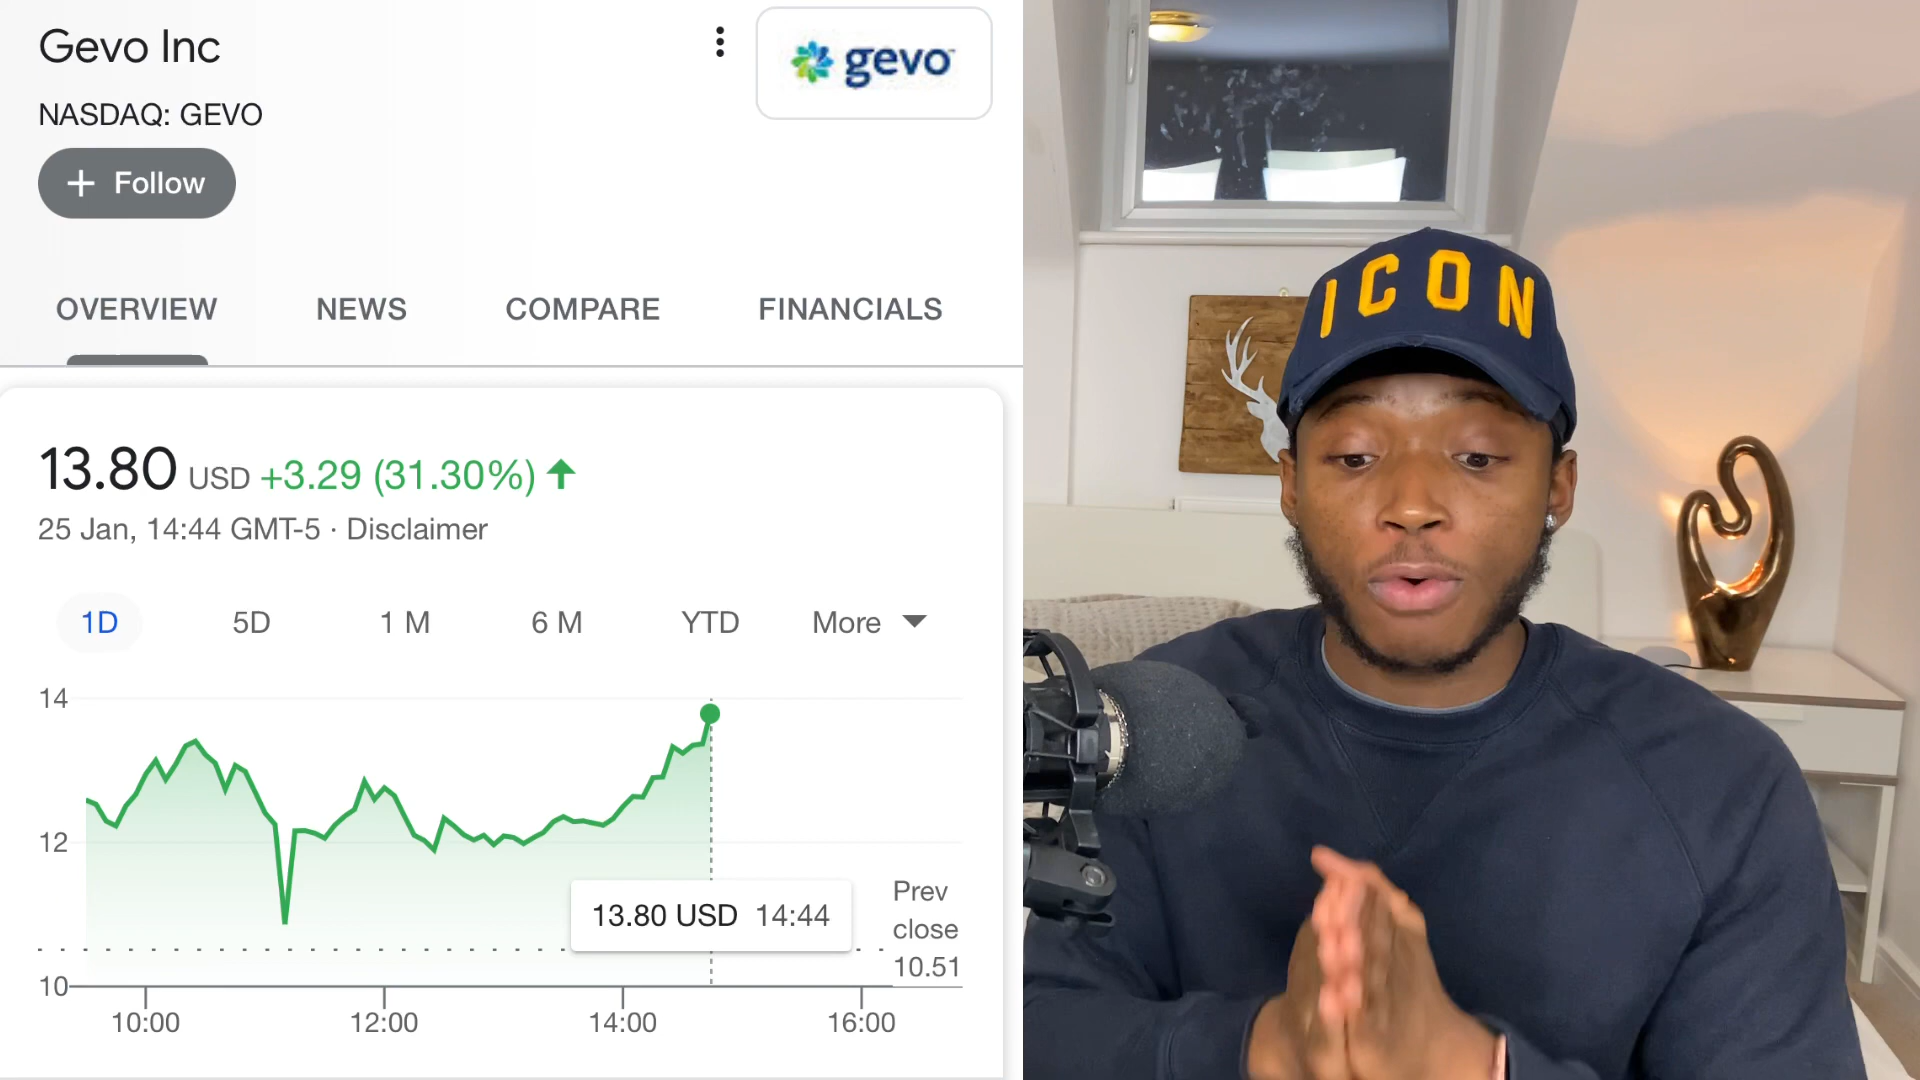 Gevo Inc
gevo
NASDAQ: GEVO
+ Follow
OVERVIEW NEWS COMPARE FINANCIALS
13.80 USD +3.29 (31.30%)
25 Jan, 14:44 GMT-5 · Disclaimer
1D 5D 1 M 6 M YTD More
14
12
10
13.80 USD 14:44
Prev
close
10.51
10:00 12:00 14:00 16:00
ICON